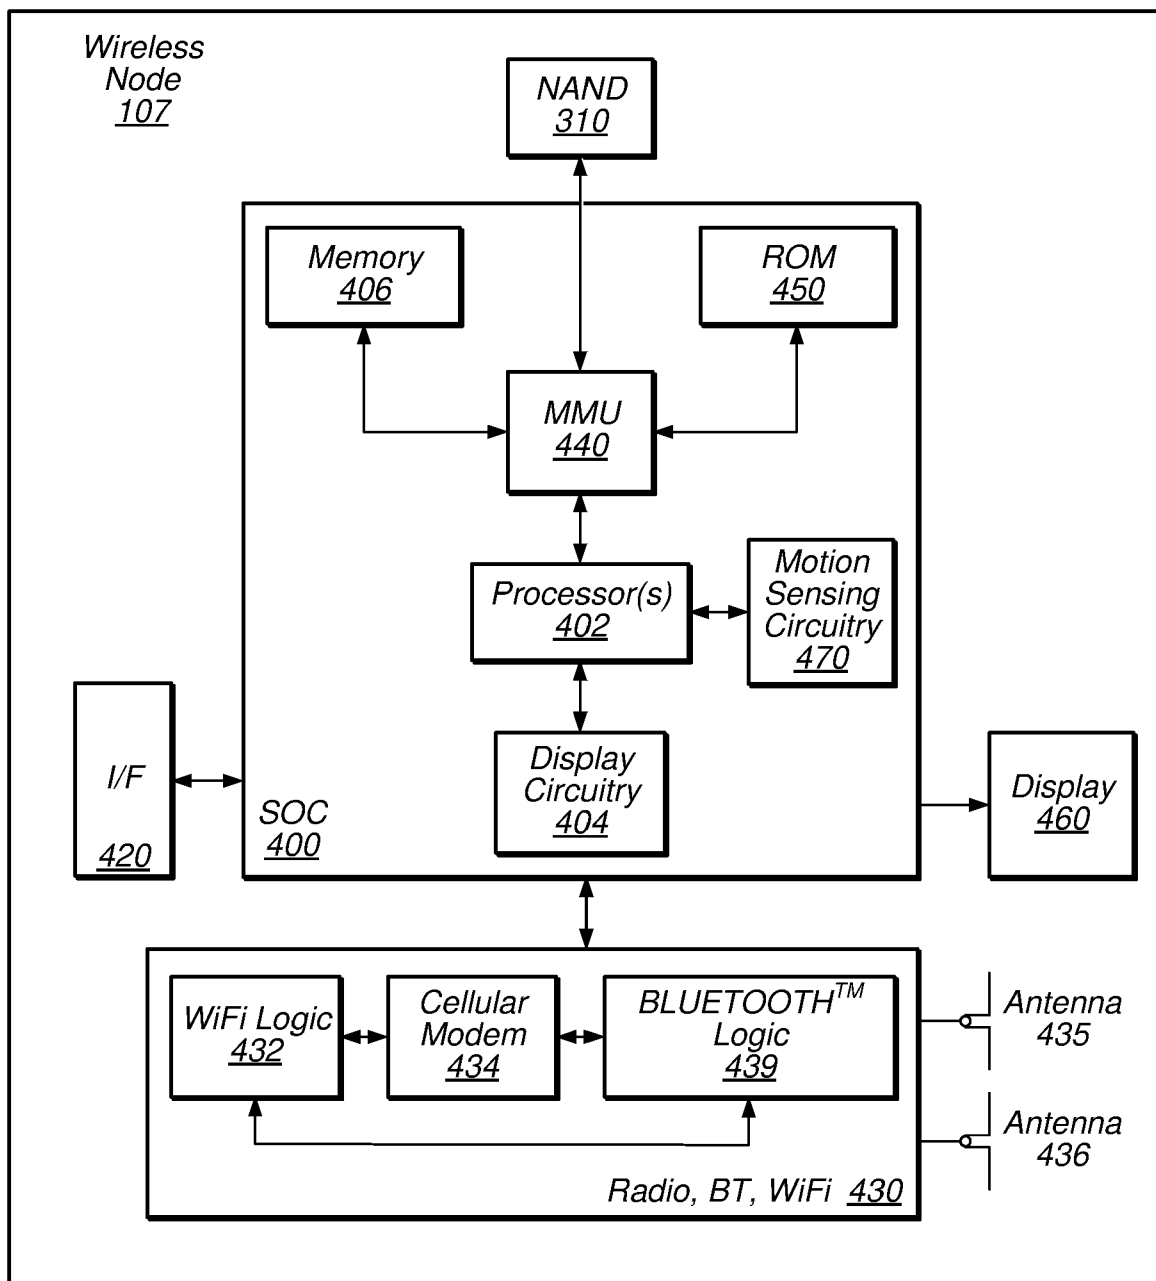 Wireless
Node
107
NAND
310
Memory
406
ROM
450
MMU
440
Processor(s)
402
Motion
Sensing
Circuitry
470
I/F
420
Display
Circuitry
404
SOC
400
Display
460
WiFi Logic
432
Cellular
Modem
434
BLUETOOTH™
Logic
439
Antenna
435
Antenna
436
Radio, BT, WiFi 430